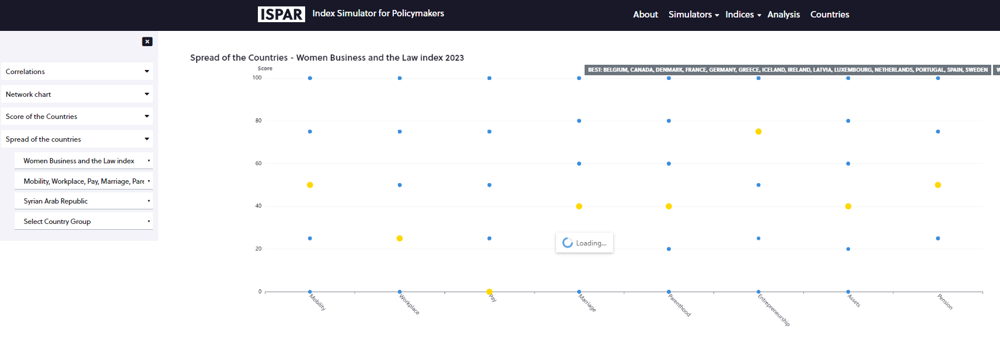 ISPAR Index Simulator for Policymakers
About Simulators Indices Analysis Countries
Correlations
Network chart
Score of the Countries
Spread of the countries
Women Business and the Law index
Mobility, Workplace, Pay, Marriage, Pare
Syrian Arab Republic
Select Country Group
Spread of the Countries - Women Business and the Law index 2023
Score
BEST: BELGIUM, CANADA, DENMARK, FRANCE, GERMANY, GREECE, ICELAND, IRELAND, LATVIA, LUXEMBOURG, NETHERLANDS, PORTUGAL, SPAIN, SWEDEN
100
80
60
40
20
0
Loading...
Mobility
Workplace
Pay
Marriage
Parenthood
Entrepreneurship
Assets
Pension